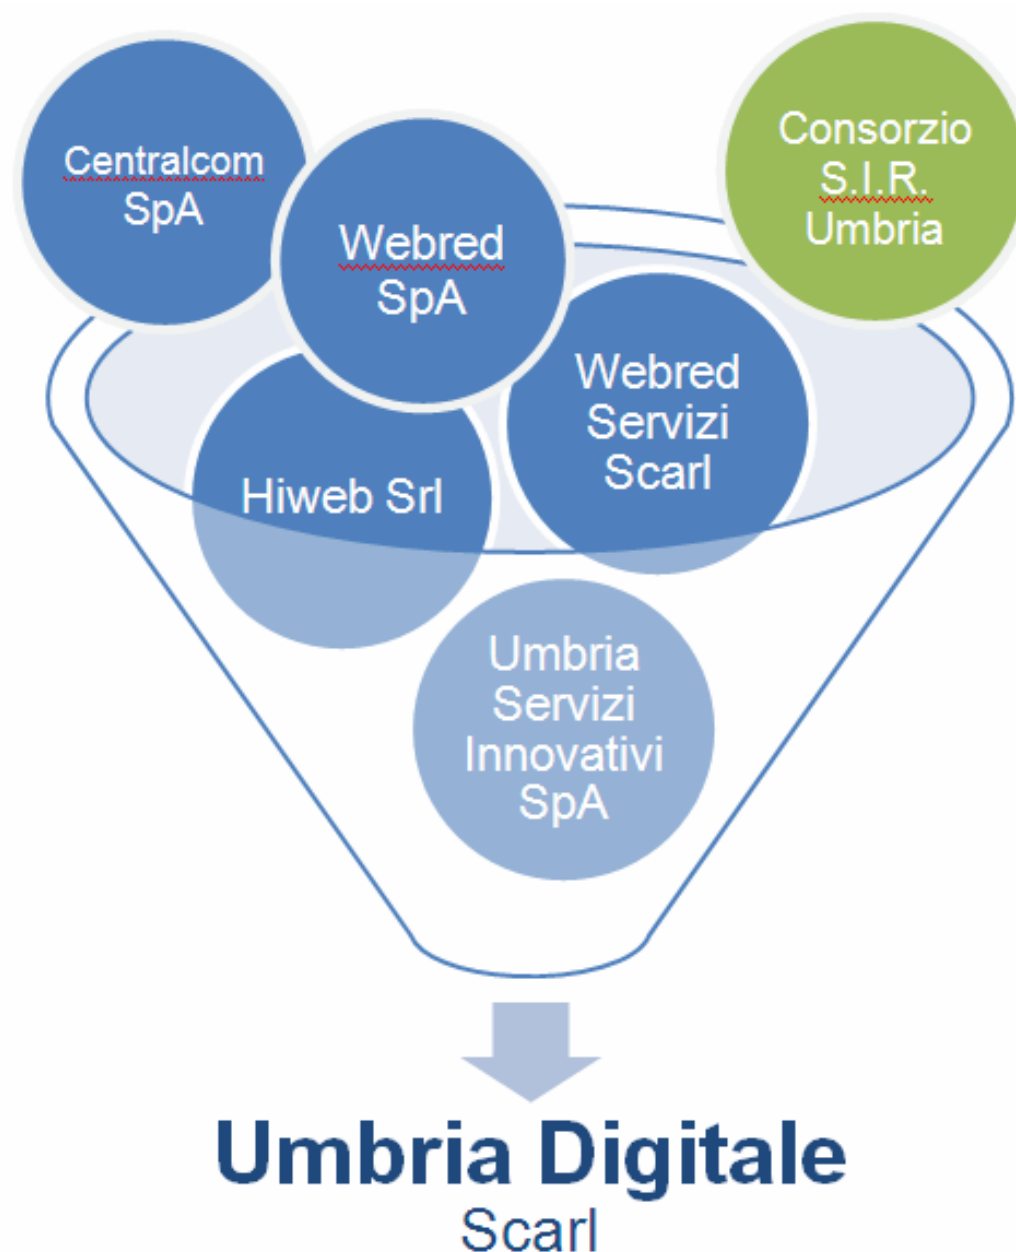 Centralcom
SpA
Webred
SpA
Consorzio
S.I.R.
Umbria
Hiweb Srl
Webred
Servizi
Scarl
Umbria
Servizi
Innovativi
SpA
Umbria Digitale
Scarl